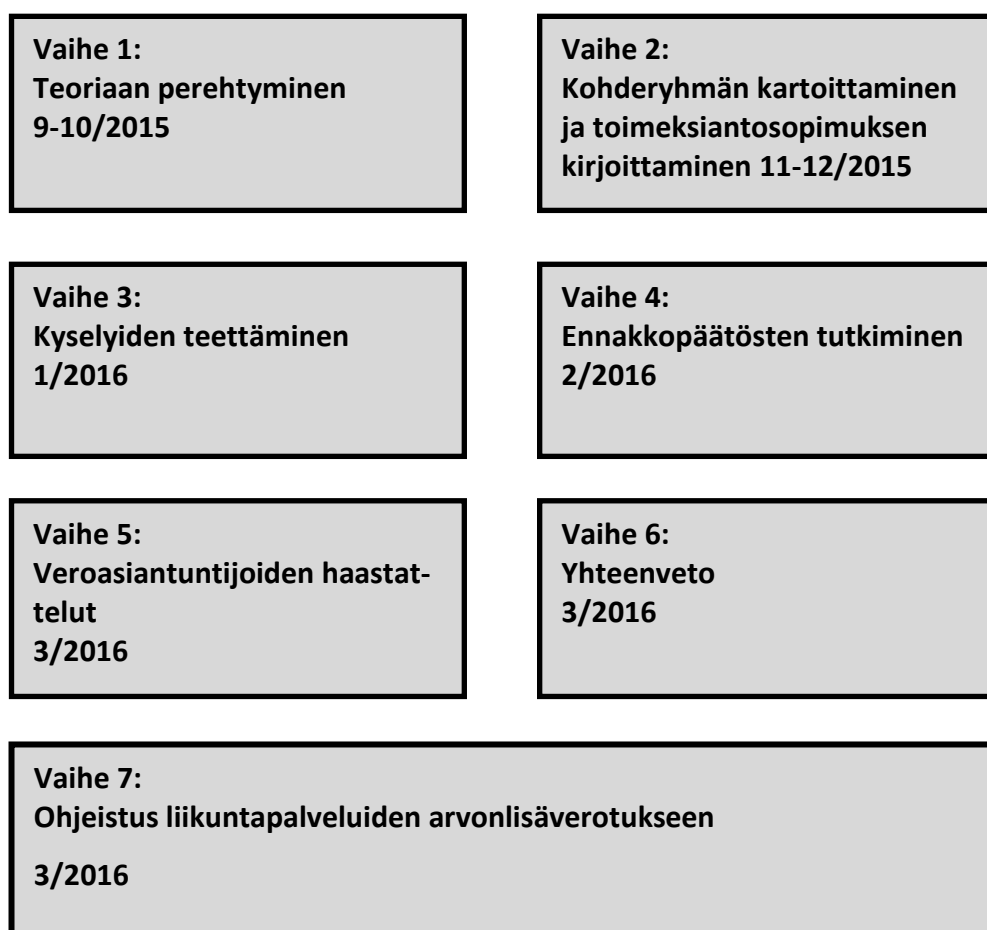 Vaihe 1:
Teoriaan perehtyminen
9-10/2015
Vaihe 2:
Kohderyhmän kartoittaminen
ja toimeksiantosopimuksen
kirjoittaminen 11-12/2015
Vaihe 3:
Kyselyiden teettäminen
1/2016
Vaihe 4:
Ennakkopäätösten tutkiminen
2/2016
Vaihe 5:
Veroasiantuntijoiden haastat-
telut
3/2016
Vaihe 6:
Yhteenveto
3/2016
Vaihe 7:
Ohjeistus liikuntapalveluiden arvonlisäverotukseen
3/2016